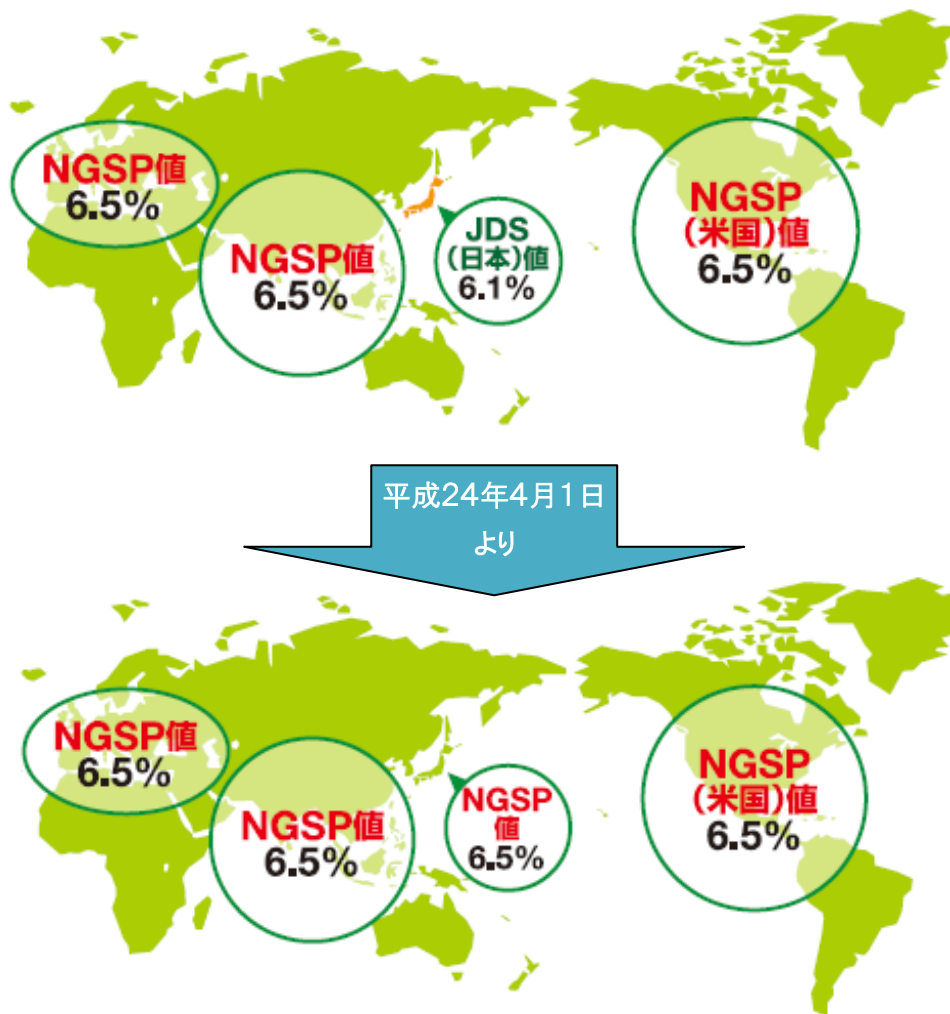 NGSP値
6.5%
NGSP値
6.5%
JDS
(日本)値
6.1%
NGSP
(米国)値
6.5%
平成24年4月1日
より
NGSP値
6.5%
NGSP値
6.5%
NGSP
値
6.5%
NGSP
(米国)値
6.5%